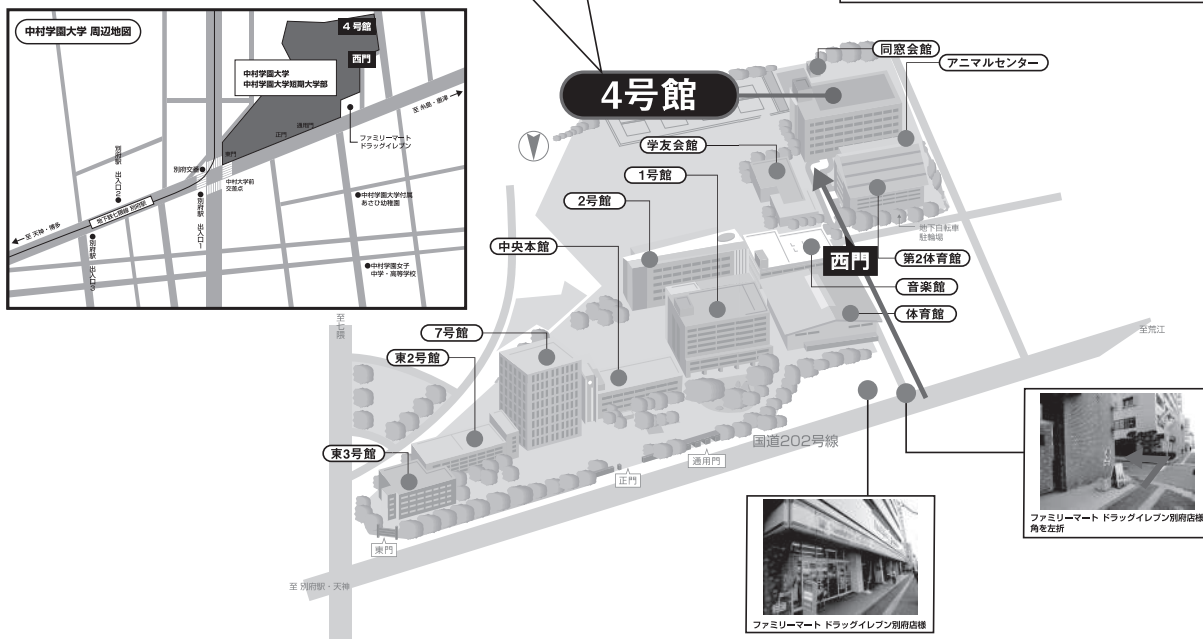 中村学園大学 周辺地図
4号館
西門
中村学園大学
中村学園大学短期大学部
至 糸島・唐津
通用門
正門
東門
ファミリーマート
ドラッグイレブン
別府駅 出入口2
別府交番
中村大学前
交差点
地下鉄七隈線 別府駅
至 天神・博多
別府駅 出入口1
別府駅 出入口3
中村学園大学付属
あさひ幼稚園
中村学園女子
中学・高等学校
4号館
同窓会館
アニマルセンター
学友会館
1号館
2号館
中央本館
地下自転車
駐輪場
西門
第2体育館
音楽館
体育館
至七隈
7号館
東2号館
東3号館
至荒江
国道202号線
通用門
正門
東門
至 別府駅・天神
ファミリーマート ドラッグイレブン別府店様
角を左折
ファミリーマート ドラッグイレブン別府店様